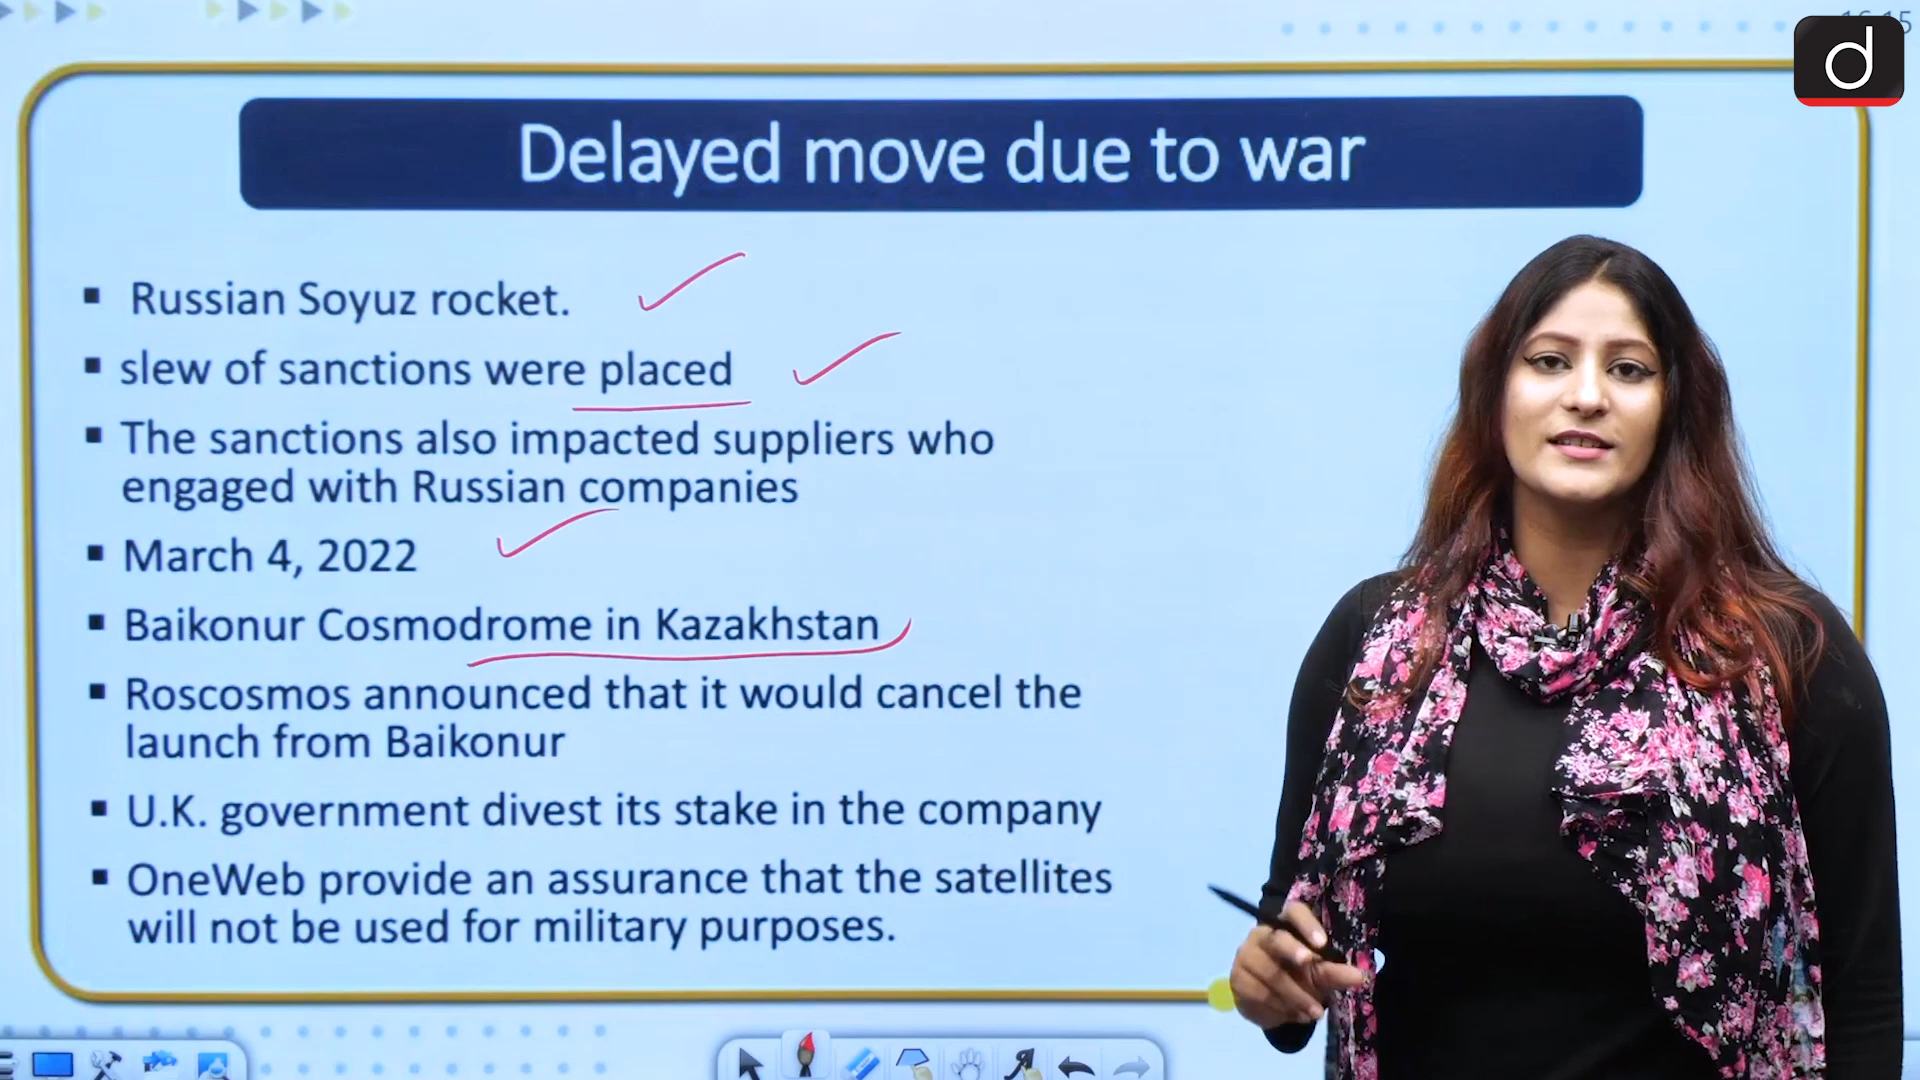 Delayed move due to war
Russian Soyuz rocket.
slew of sanctions were placed
The sanctions also impacted suppliers who
engaged with Russian companies
March 4, 2022
Baikonur Cosmodrome in Kazakhstan
Roscosmos announced that it would cancel the
launch from Baikonur
U.K. government divest its stake in the company
OneWeb provide an assurance that the satellites
will not be used for military purposes.
d